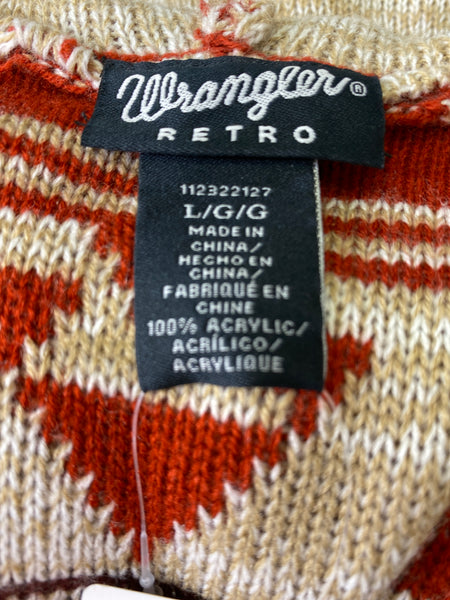 Wrangler®
RETRO
112322127
L/G/G
MADE IN
CHINA/
HECHO EN
CHINA/
FABRIQUÉ EN
CHINE
100% ACRYLIC/
ACRÍLICO/
ACRYLIQUE